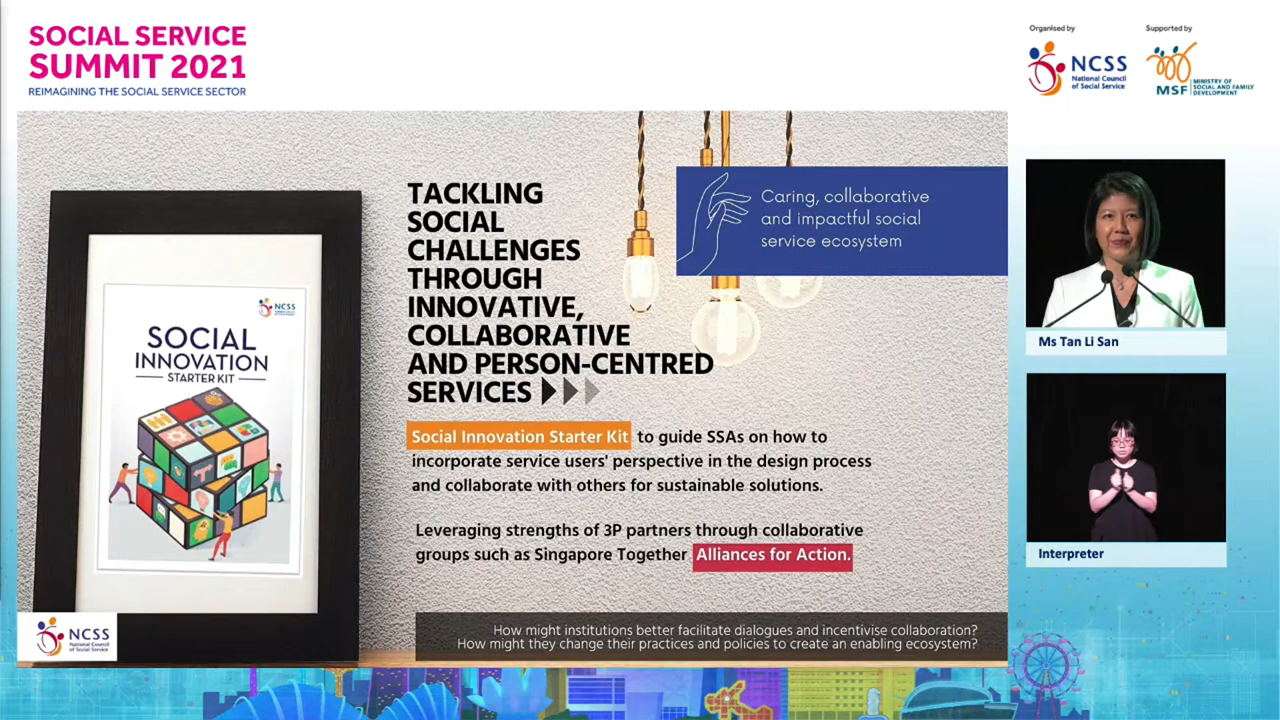 SOCIAL SERVICE
SUMMIT 2021
REIMAGINING THE SOCIAL SERVICE SECTOR
Organised by
NCSS
National Council
of Social Service
Supported by
MSF
MINISTRY OF
SOCIAL AND FAMILY
DEVELOPMENT
NCSS
SOCIAL
INNOVATION
STARTER KIT
TACKLING
SOCIAL
CHALLENGES
THROUGH
INNOVATIVE,
COLLABORATIVE
AND PERSON-CENTRED
SERVICES
Caring, collaborative
and impactful social
service ecosystem
Social Innovation Starter Kit to guide SSAs on how to
incorporate service users' perspective in the design process
and collaborate with others for sustainable solutions.
Leveraging strengths of 3P partners through collaborative
groups such as Singapore Together Alliances for Action.
How might institutions better facilitate dialogues and incentivise collaboration?
How might they change their practices and policies to create an enabling ecosystem?
NCSS
National Council
of Social Service
Ms Tan Li San
Interpreter